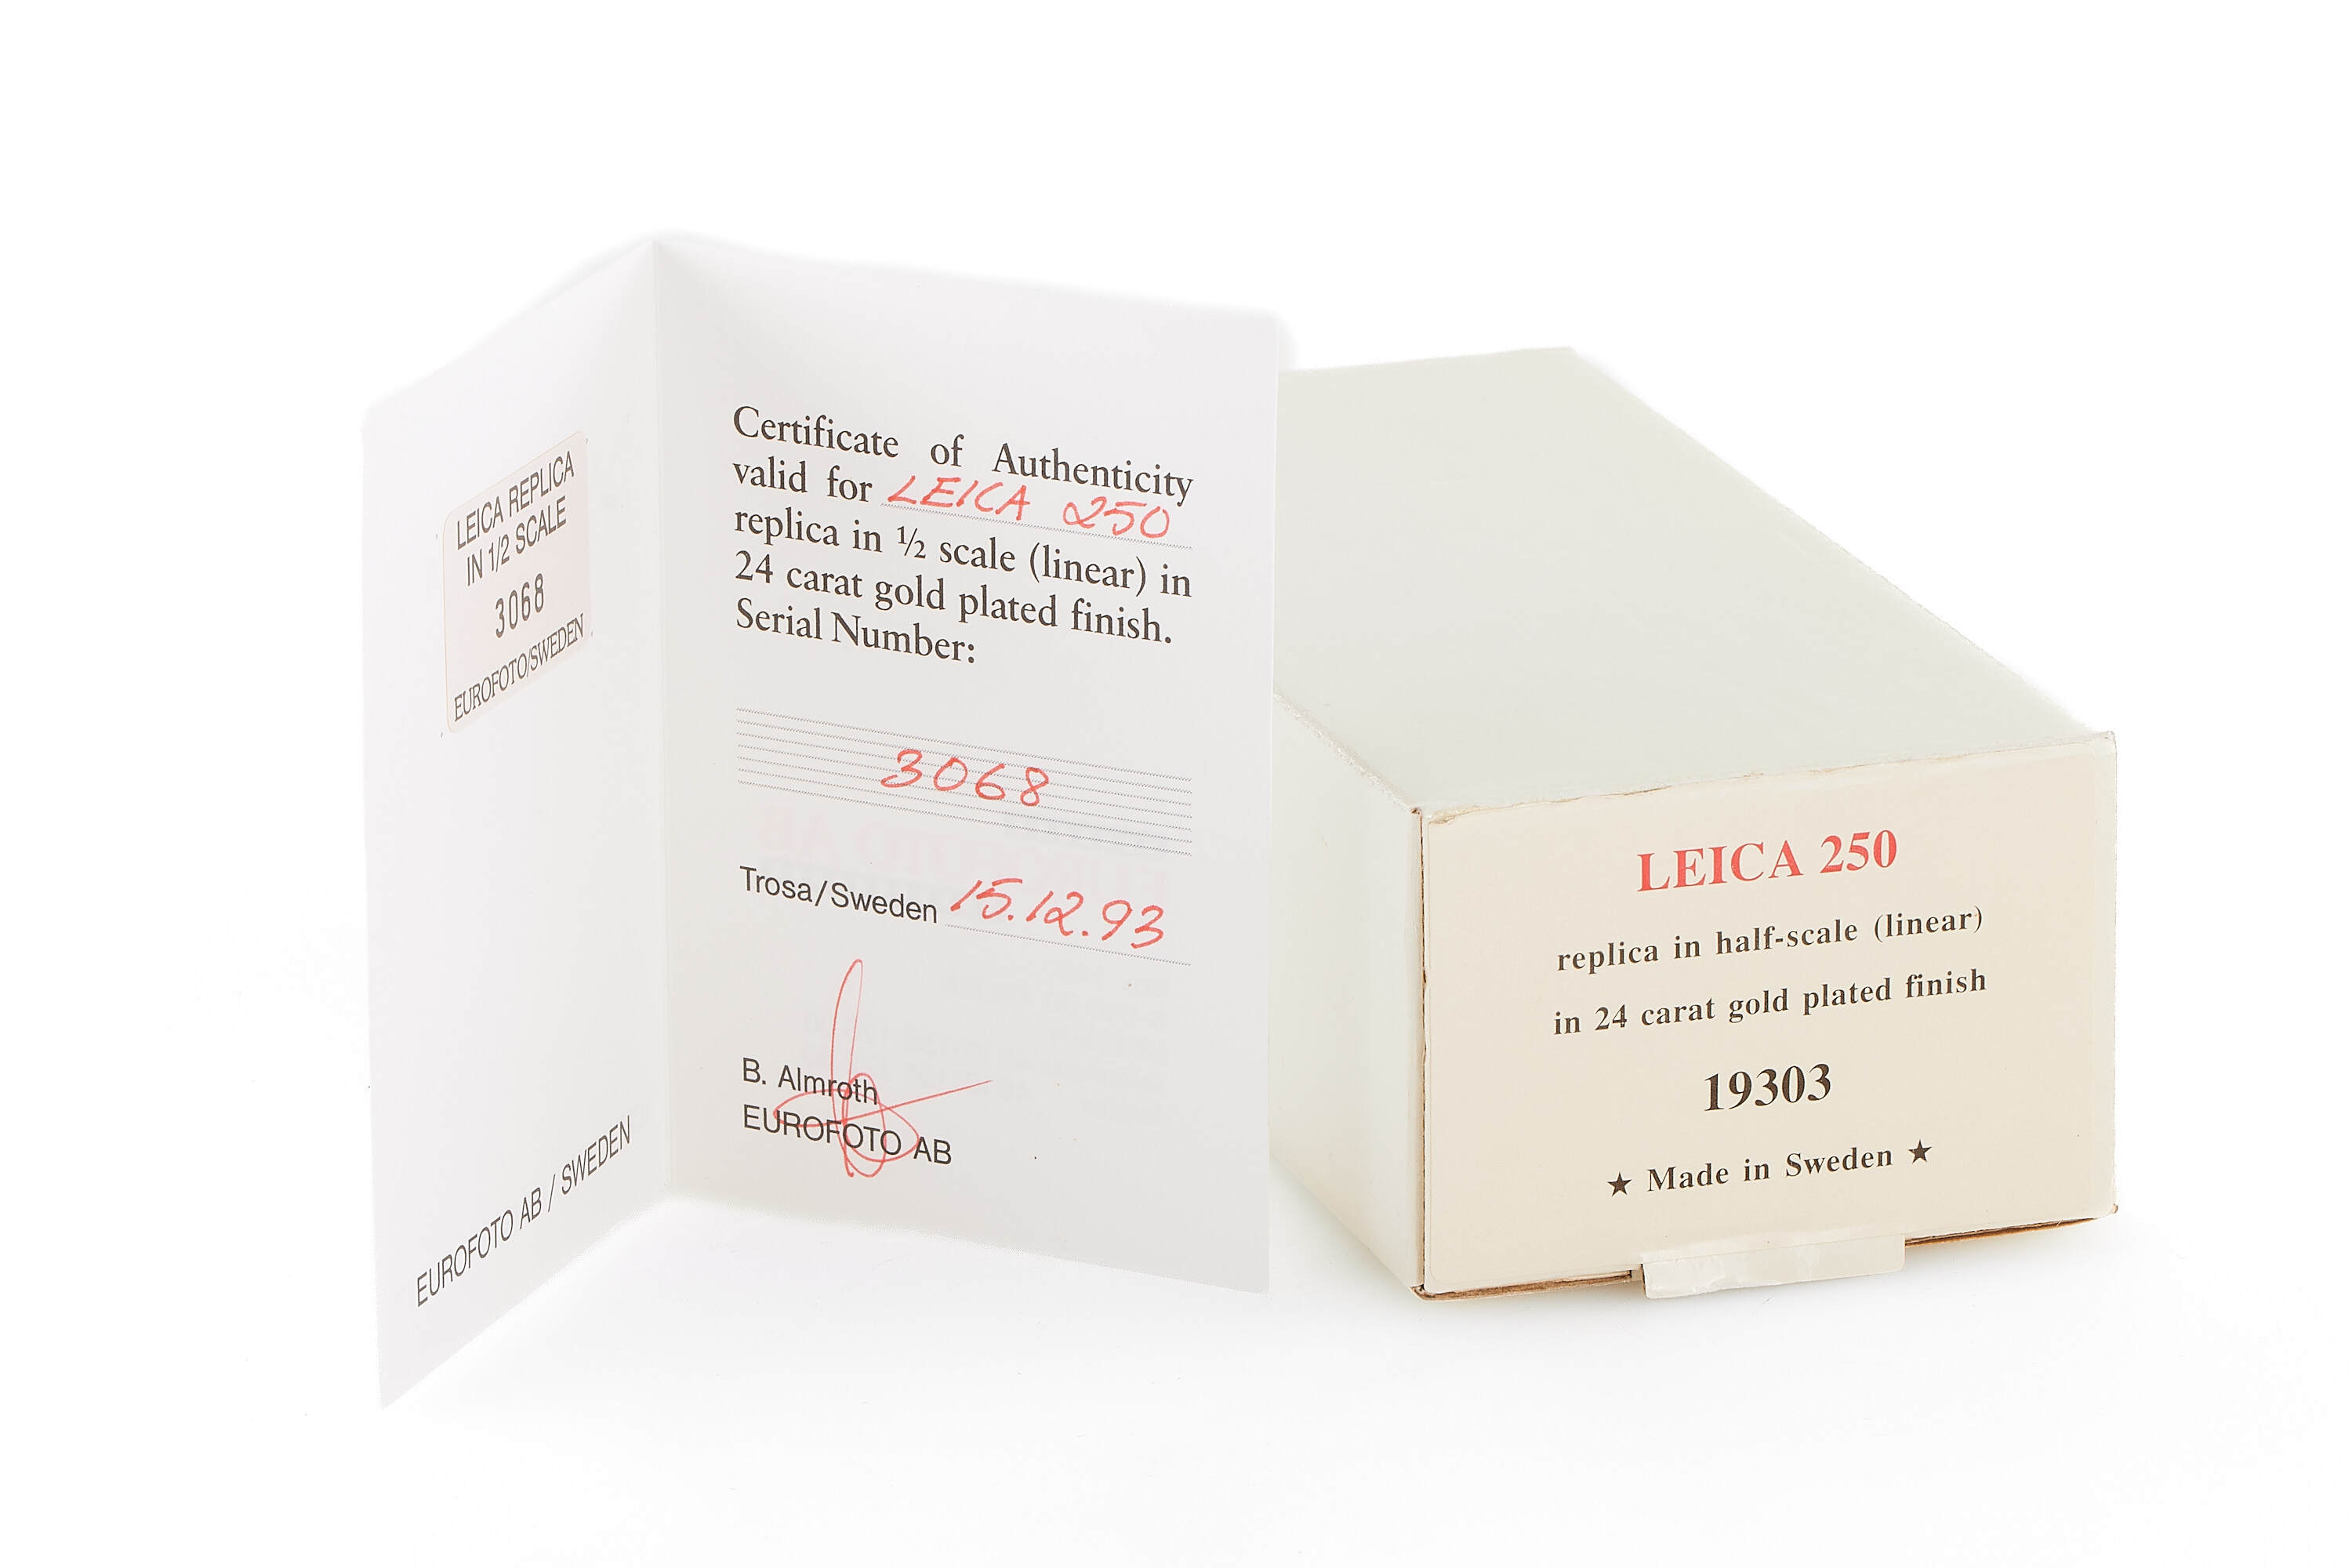 LEICA REPLICA
IN 1/2 SCALE
3068
EUROFOTO/SWEDEN
EUROFOTO AB / SWEDEN
Certificate of Authenticity
valid for LEICA 250
replica in ½ scale (linear) in
24 carat gold plated finish.
Serial Number:
3068
Trosa/Sweden 15.12.93
B. Almroth
EUROFOTO AB
LEICA 250
replica in half-scale (linear)
in 24 carat gold plated finish
19303
★ Made in Sweden ★